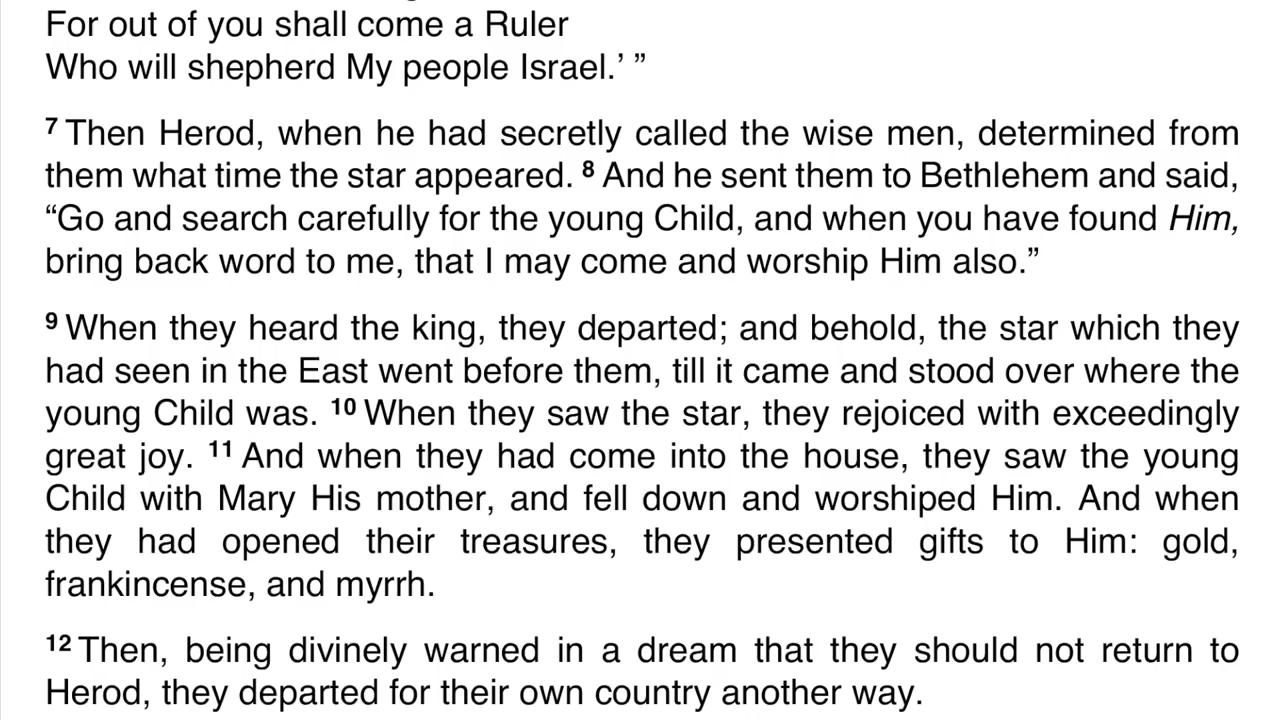 For out of you shall come a Ruler
Who will shepherd My people Israel.’ ”
7 Then Herod, when he had secretly called the wise men, determined from
them what time the star appeared. 8 And he sent them to Bethlehem and said,
“Go and search carefully for the young Child, and when you have found Him,
bring back word to me, that I may come and worship Him also.”
9 When they heard the king, they departed; and behold, the star which they
had seen in the East went before them, till it came and stood over where the
young Child was. 10 When they saw the star, they rejoiced with exceedingly
great joy. 11 And when they had come into the house, they saw the young
Child with Mary His mother, and fell down and worshiped Him. And when
they had opened their treasures, they presented gifts to Him: gold,
frankincense, and myrrh.
12 Then, being divinely warned in a dream that they should not return to
Herod, they departed for their own country another way.